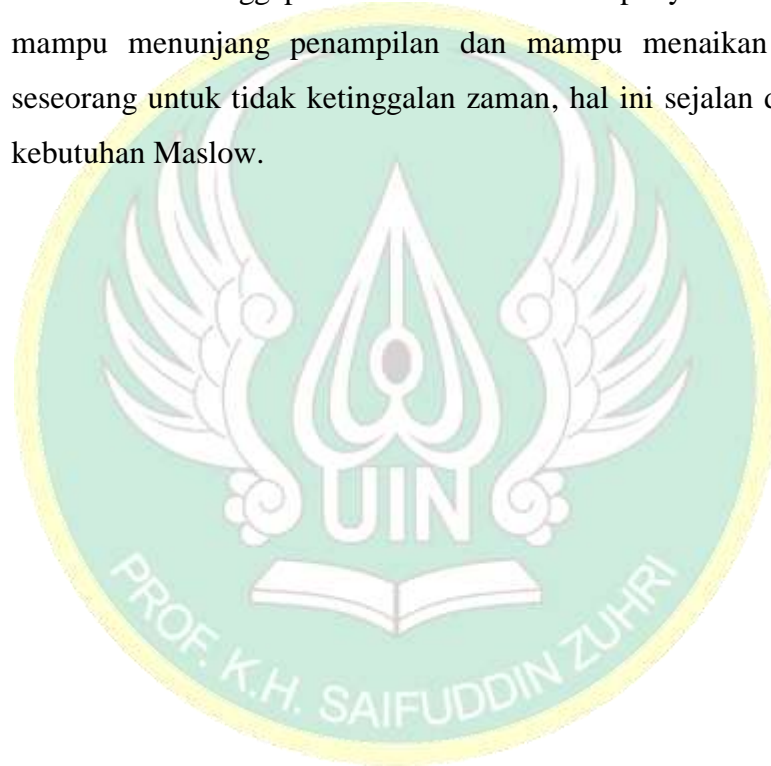 mampu menunjang penampilan dan mampu menaikan
seseorang untuk tidak ketinggalan zaman, hal ini sejalan
kebutuhan Maslow.
UIN
PROF. K.H. SAIFUDDIN ZUHRI